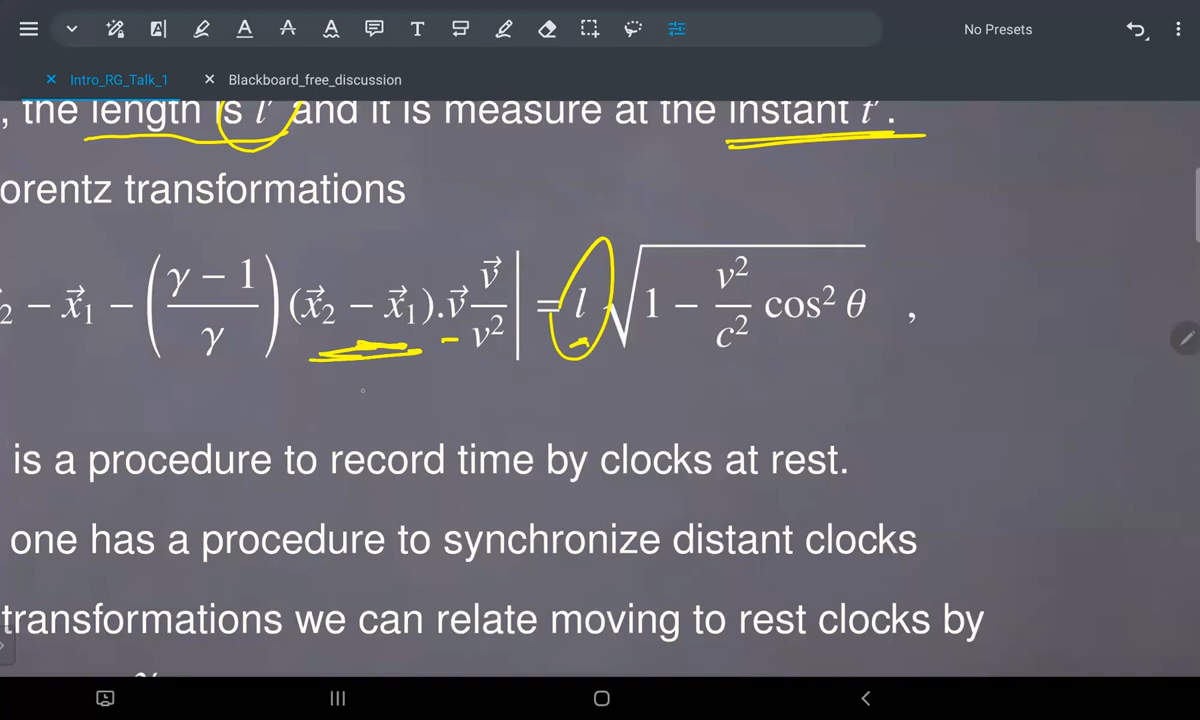 No Presets
Intro_RG_Talk_1 Blackboard_free_discussion
, the length is l′ and it is measure at the instant t′.
orentz transformations
₂ − x⃗₁ − (γ − 1 / γ) (x⃗₂ − x⃗₁).v⃗ v⃗/v² | = l √(1 − v²/c² cos² θ) ,
is a procedure to record time by clocks at rest.
one has a procedure to synchronize distant clocks
transformations we can relate moving to rest clocks by